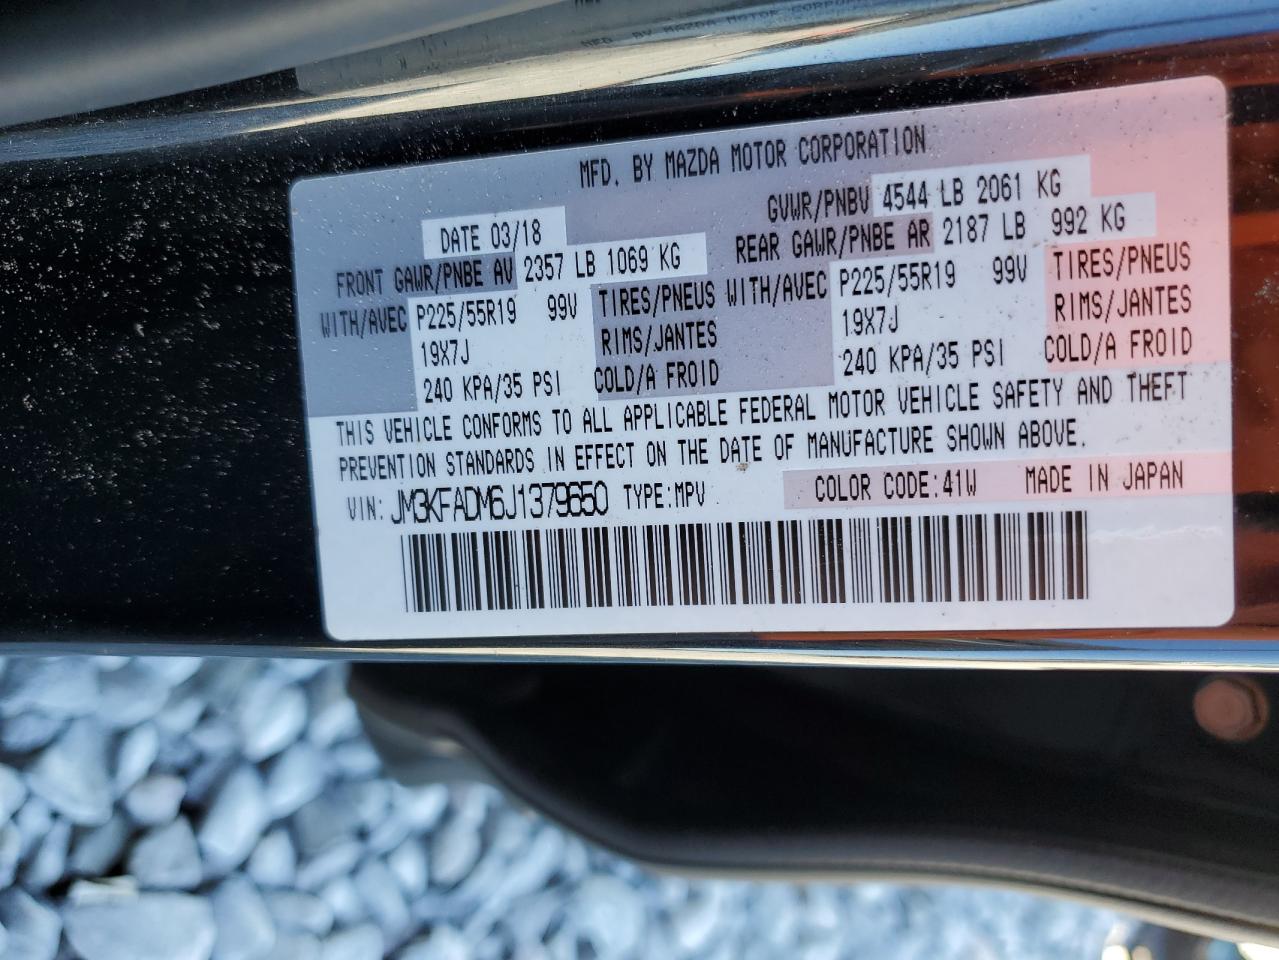 MFD. BY MAZDA MOTOR CORPORATION
MFD. BY MAZDA MOTOR CORPORATION
GVWR/PNBV 4544 LB 2061 KG
DATE 03/18
REAR GAWR/PNBE AR 2187 LB 992 KG
FRONT GAWR/PNBE AV 2357 LB 1069 KG
WITH/AVEC P225/55R19 99V TIRES/PNEUS WITH/AVEC P225/55R19 99V TIRES/PNEUS
19X7J RIMS/JANTES 19X7J RIMS/JANTES
240 KPA/35 PSI COLD/A FROID 240 KPA/35 PSI COLD/A FROID
THIS VEHICLE CONFORMS TO ALL APPLICABLE FEDERAL MOTOR VEHICLE SAFETY AND THEFT
PREVENTION STANDARDS IN EFFECT ON THE DATE OF MANUFACTURE SHOWN ABOVE.
VIN: JM3KFADM6J1379650 TYPE:MPV COLOR CODE:41W MADE IN JAPAN